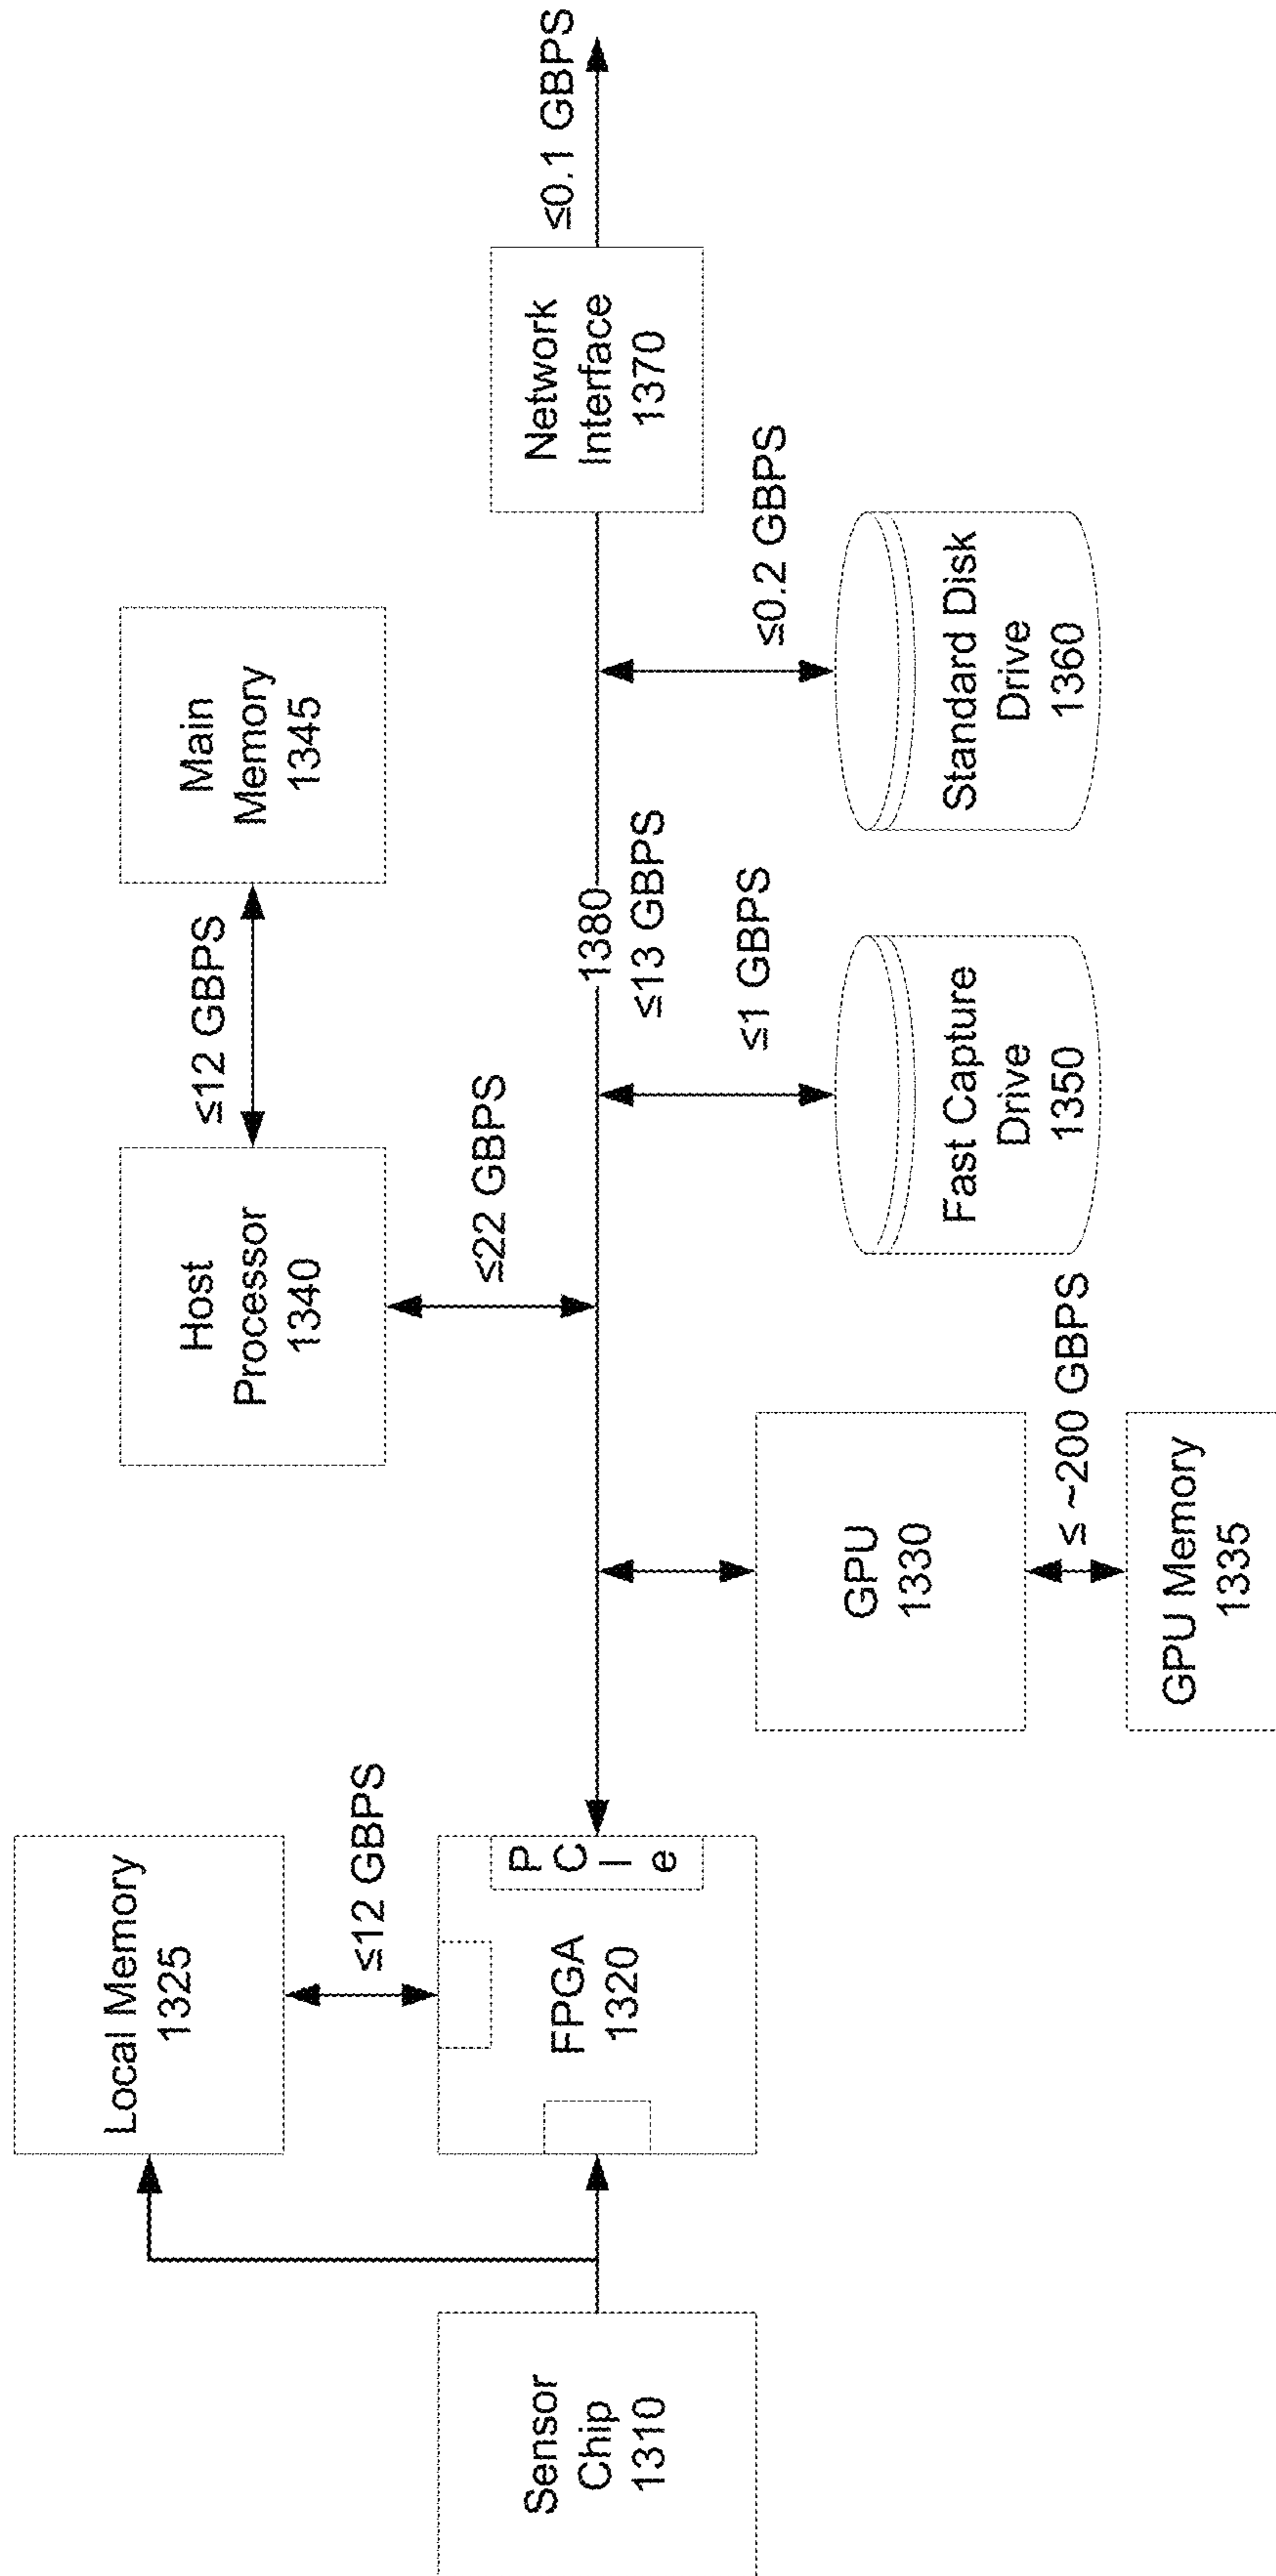 Sensor
Chip
1310
Local Memory
1325
≤12 GBPS
FPGA
1320
P
C
I
e
Host
Processor
1340
≤12 GBPS
Main
Memory
1345
≤22 GBPS
1380
≤13 GBPS
GPU
1330
≤ ~200 GBPS
GPU Memory
1335
≤1 GBPS
Fast Capture
Drive
1350
≤0.2 GBPS
Standard Disk
Drive
1360
Network
Interface
1370
≤0.1 GBPS